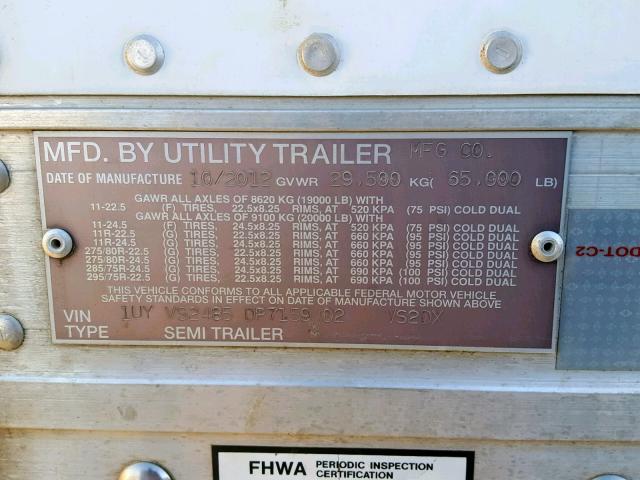 MFD. BY UTILITY TRAILER MFG CO.
DATE OF MANUFACTURE 10/2012 GVWR 29,500 KG( 65,000 LB)
GAWR ALL AXLES OF 8620 KG (19000 LB) WITH
11-22.5 (F) TIRES, 22.5x8.25 RIMS, AT 520 KPA (75 PSI) COLD DUAL
GAWR ALL AXLES OF 9100 KG (20000 LB) WITH
11-24.5 (F) TIRES, 24.5x8.25 RIMS, AT 520 KPA (75 PSI) COLD DUAL
11R-22.5 (G) TIRES, 22.5x8.25 RIMS, AT 660 KPA (95 PSI) COLD DUAL
11R-24.5 (G) TIRES, 24.5x8.25 RIMS, AT 660 KPA (95 PSI) COLD DUAL
275/80R-22.5 (G) TIRES, 22.5x8.25 RIMS, AT 660 KPA (95 PSI) COLD DUAL
275/80R-24.5 (G) TIRES, 24.5x8.25 RIMS, AT 660 KPA (95 PSI) COLD DUAL
285/75R-24.5 (G) TIRES, 24.5x8.25 RIMS, AT 690 KPA (100 PSI) COLD DUAL
295/75R-22.5 (G) TIRES, 22.5x8.25 RIMS, AT 690 KPA (100 PSI) COLD DUAL
THIS VEHICLE CONFORMS TO ALL APPLICABLE FEDERAL MOTOR VEHICLE
SAFETY STANDARDS IN EFFECT ON DATE OF MANUFACTURE SHOWN ABOVE
VIN 1UY VS2485 DP7159 02 VS2DX
TYPE SEMI TRAILER
DOT-C2
FHWA PERIODIC INSPECTION
CERTIFICATION